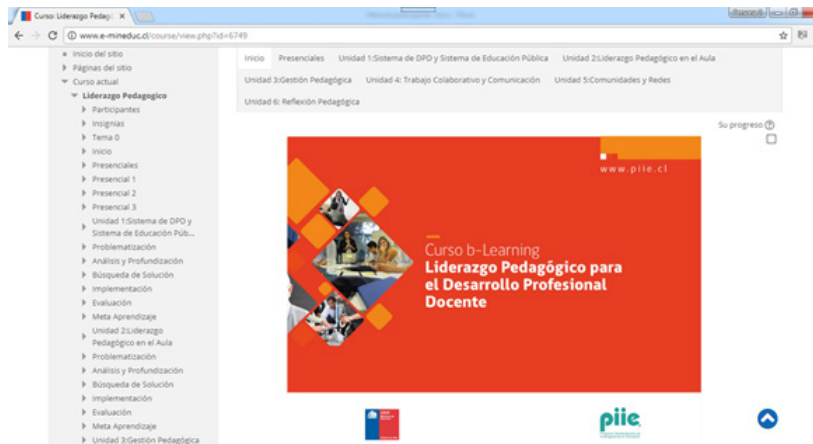 Curso: Liderazgo Pedagó
www.e-mineduc.cl/course/view.php?id=6749
Inicio del sitio
Páginas del sitio
Curso actual
Liderazgo Pedagogico
Participantes
Insignias
Tema 0
Inicio
Presenciales
Presencial 1
Presencial 2
Presencial 3
Unidad 1:Sistema de DPD y
Sistema de Educación Púb...
Problematización
Análisis y Profundización
Búsqueda de Solución
Implementación
Evaluación
Meta Aprendizaje
Unidad 2:Liderazgo
Pedagógico en el Aula
Problematización
Análisis y Profundización
Búsqueda de Solución
Implementación
Evaluación
Meta Aprendizaje
Unidad 3:Gestión Pedagógica
Inicio Presenciales Unidad 1:Sistema de DPD y Sistema de Educación Pública Unidad 2:Liderazgo Pedagógico en el Aula
Unidad 3:Gestión Pedagógica Unidad 4: Trabajo Colaborativo y Comunicación Unidad 5:Comunidades y Redes
Unidad 6: Reflexión Pedagógica
Su progreso
www.piie.cl
Curso b-Learning
Liderazgo Pedagógico para
el Desarrollo Profesional
Docente
piie